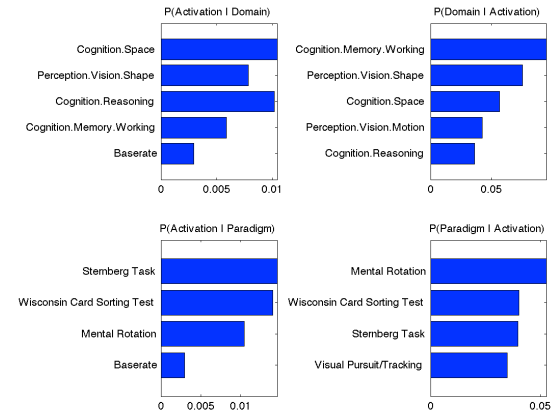 P(Activation | Domain)
Cognition.Space
Perception.Vision.Shape
Cognition.Reasoning
Cognition.Memory.Working
Baserate
0 0.005 0.01
P(Domain | Activation)
Cognition.Memory.Working
Perception.Vision.Shape
Cognition.Space
Perception.Vision.Motion
Cognition.Reasoning
0 0.05
P(Activation | Paradigm)
Sternberg Task
Wisconsin Card Sorting Test
Mental Rotation
Baserate
0 0.005 0.01
P(Paradigm | Activation)
Mental Rotation
Wisconsin Card Sorting Test
Sternberg Task
Visual Pursuit/Tracking
0 0.05